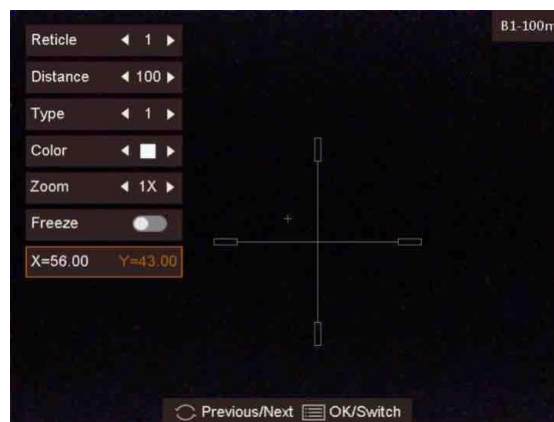 B1-100m
Reticle 1
Distance 100
Type 1
Color
Zoom 1X
Freeze
X=56.00 Y=43.00
Previous/Next OK/Switch